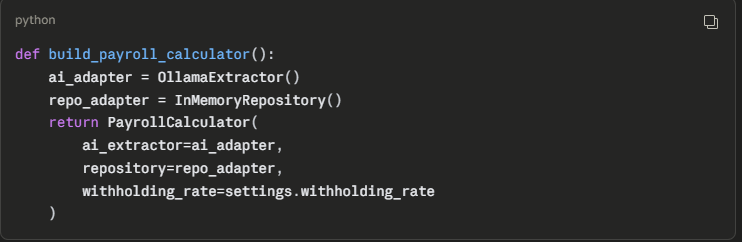 python
def build_payroll_calculator():
    ai_adapter = OllamaExtractor()
    repo_adapter = InMemoryRepository()
    return PayrollCalculator(
        ai_extractor=ai_adapter,
        repository=repo_adapter,
        withholding_rate=settings.withholding_rate
    )